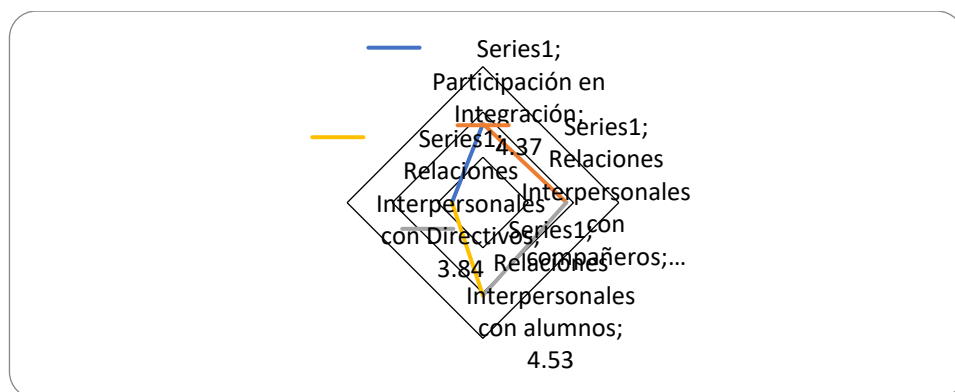 Series1;
Participación en
Integración;
4.37
Series1;
Relaciones
Interpersonales
con
compañeros;...
Series1;
Relaciones
Interpersonales
con alumnos;
4.53
Series1;
Relaciones
Interpersonales
con Directivos;
3.84